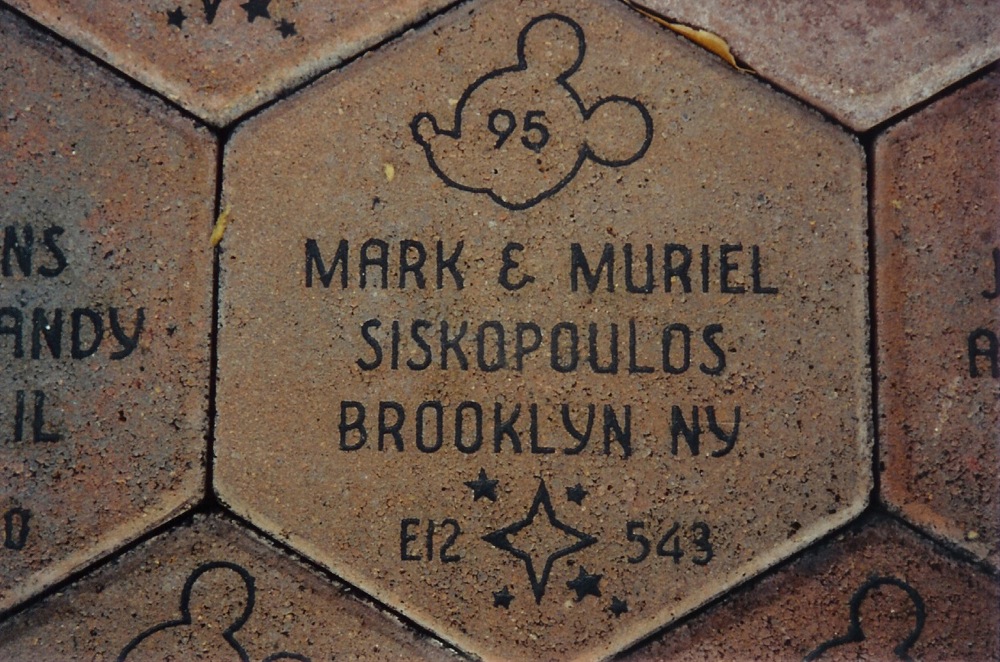 95
MARK & MURIEL
SISKOPOULOS
BROOKLYN NY
E12 543
NS
ANDY
IL